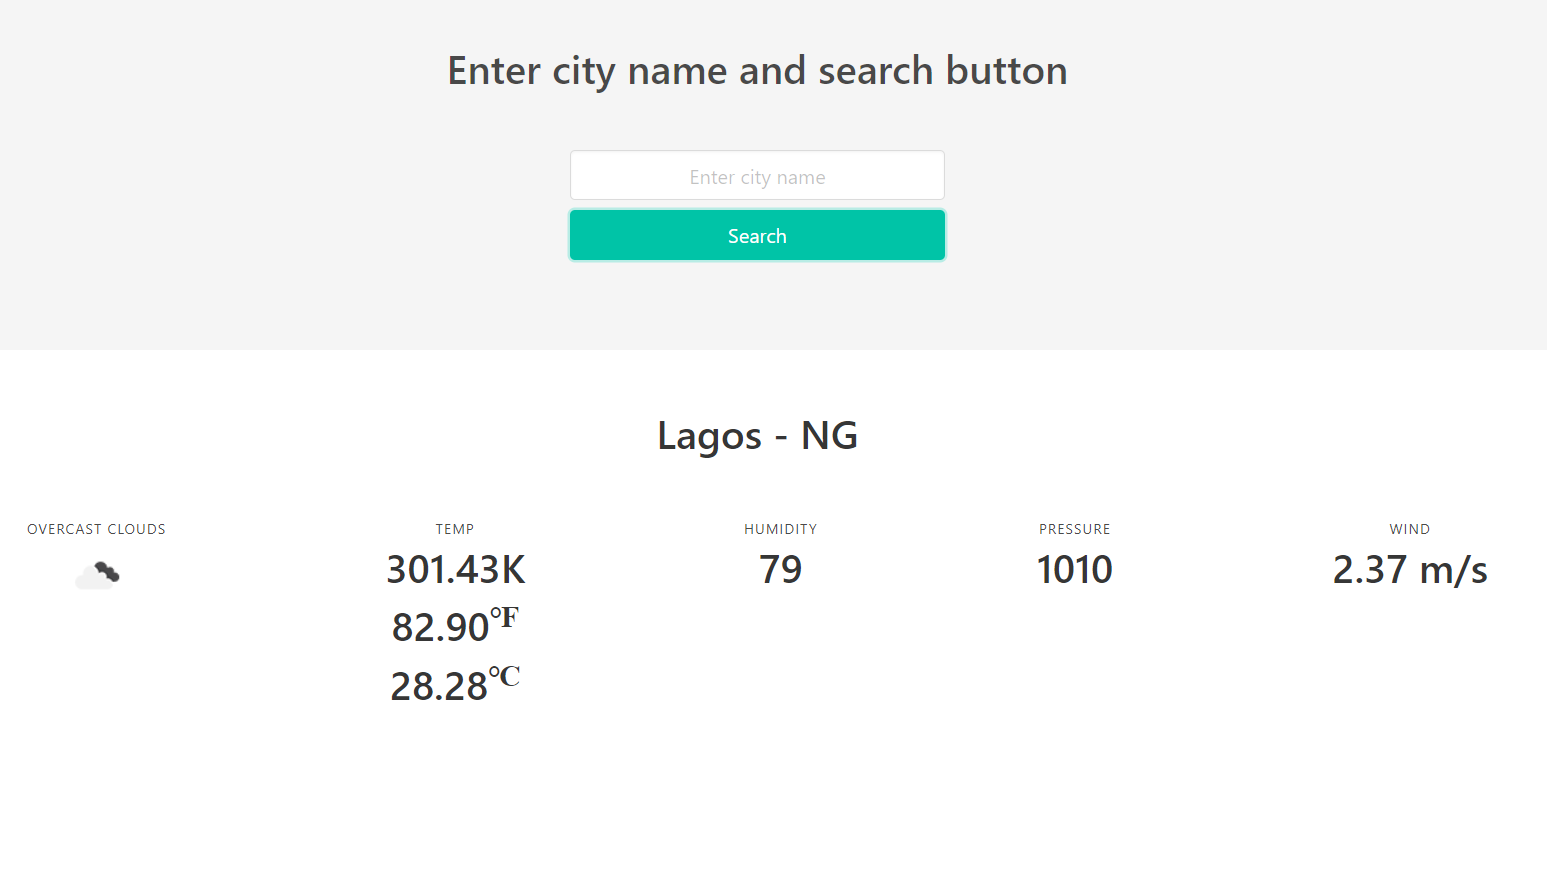 Enter city name and search button
Enter city name
Search
Lagos - NG
OVERCAST CLOUDS
TEMP
301.43K
82.90°F
28.28°C
HUMIDITY
79
PRESSURE
1010
WIND
2.37 m/s